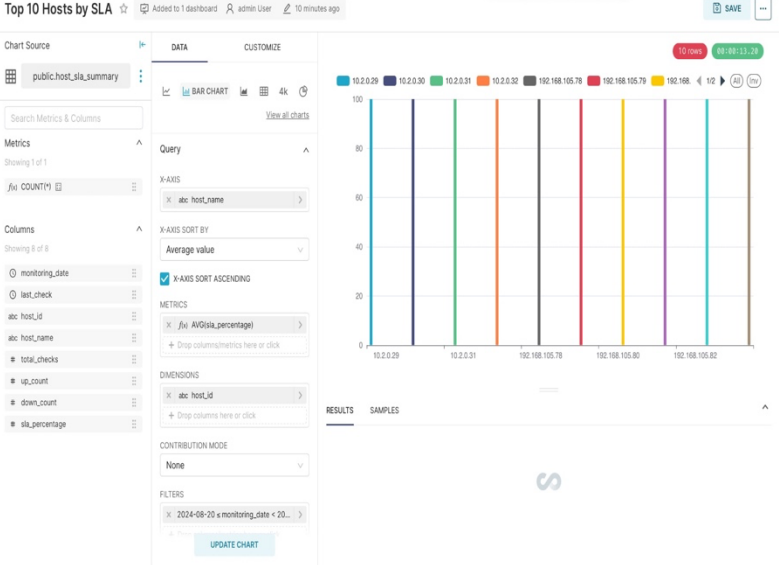 Top 10 Hosts by SLA
Added to 1 dashboard
admin User
10 minutes ago
SAVE
Chart Source
public.host_sla_summary
Search Metrics & Columns
Metrics
Showing 1 of 1
f(x) COUNT(*)
Columns
Showing 8 of 8
monitoring_date
last_check
abc host_id
abc host_name
# total_checks
# up_count
# down_count
# sla_percentage
DATA
CUSTOMIZE
BAR CHART
4k
View all charts
Query
X-AXIS
× abc host_name
X-AXIS SORT BY
Average value
X-AXIS SORT ASCENDING
METRICS
× f(x) AVG(sla_percentage)
+ Drop columns/metrics here or click
DIMENSIONS
× abc host_id
+ Drop columns here or click
CONTRIBUTION MODE
None
FILTERS
× 2024-08-20 ≤ monitoring_date < 20...
UPDATE CHART
10 rows
00:00:13.20
10.2.0.29 10.2.0.30 10.2.0.31 10.2.0.32 192.168.105.78 192.168.105.79 192.168. 1/2 All Inv
100
80
60
40
20
0
10.2.0.29 10.2.0.31 192.168.105.78 192.168.105.80 192.168.105.82
RESULTS
SAMPLES